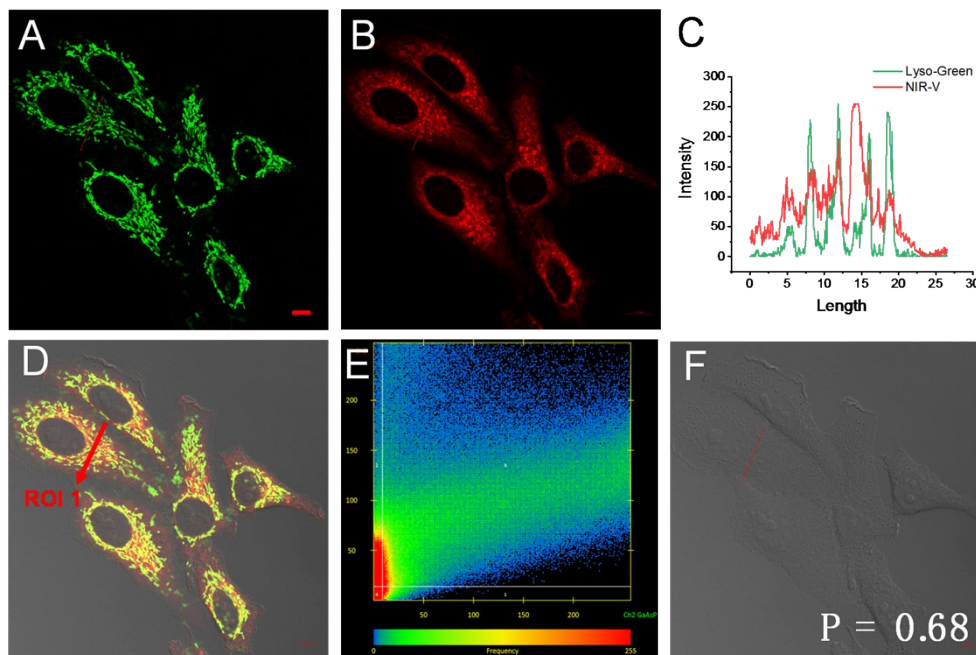 A
B
C
Lyso-Green
NIR-V
300
250
200
150
100
50
0
Intensity
0 5 10 15 20 25 30
Length
D
ROI 1
E
200
150
100
50
50 100 150 200
Ch2 GaAsP
0 Frequency 255
F
P = 0.68